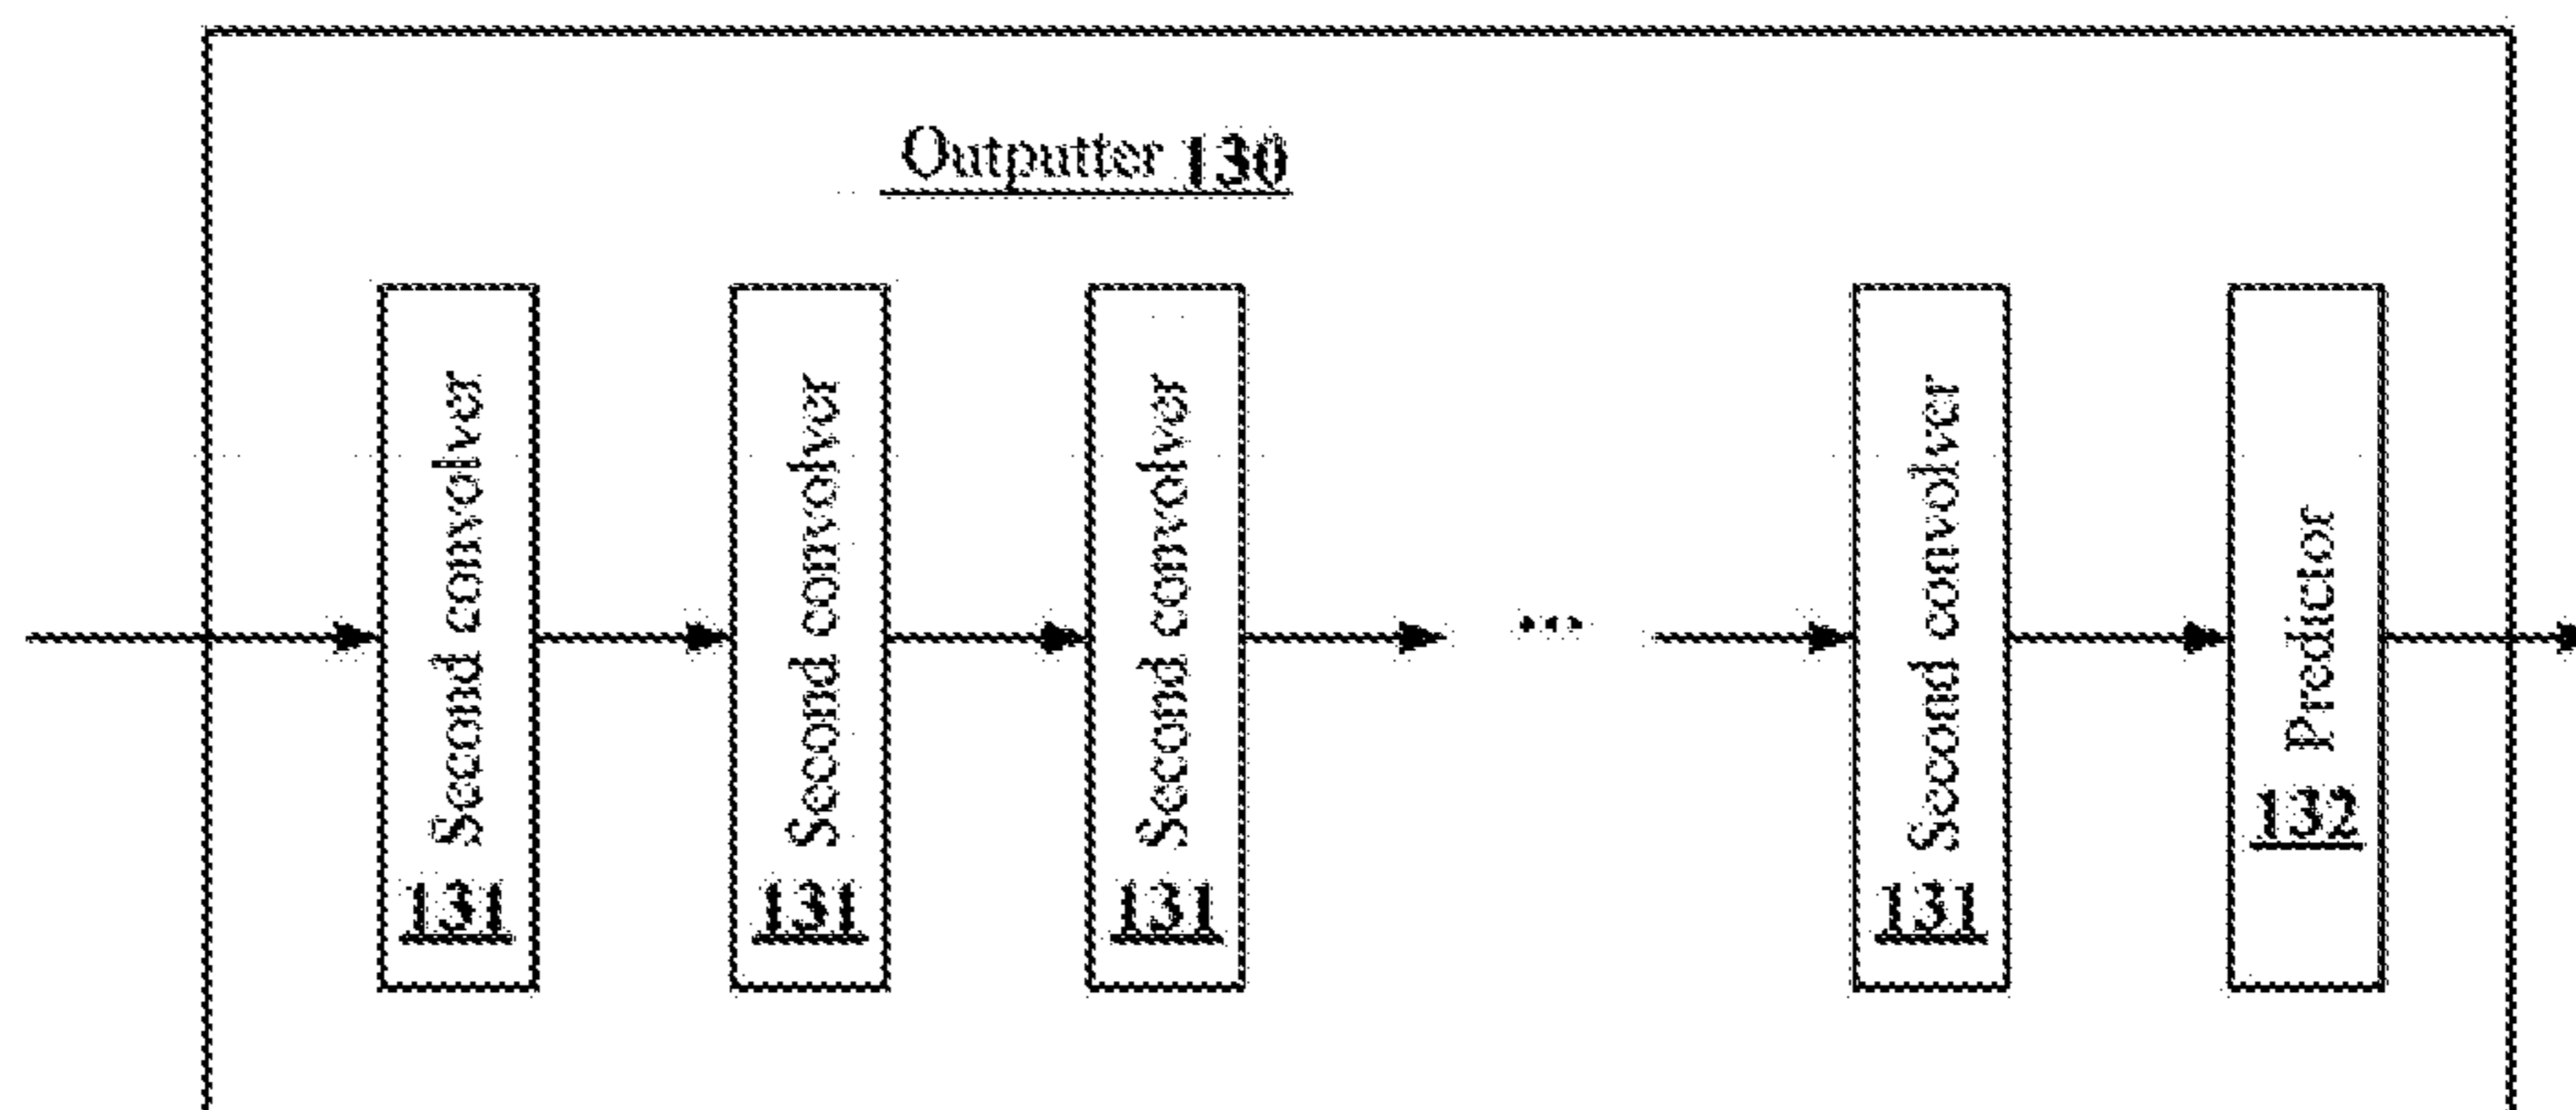 Outputter 130
Second convolver
131
Second convolver
131
Second convolver
131
...
Second convolver
131
Predictor
132